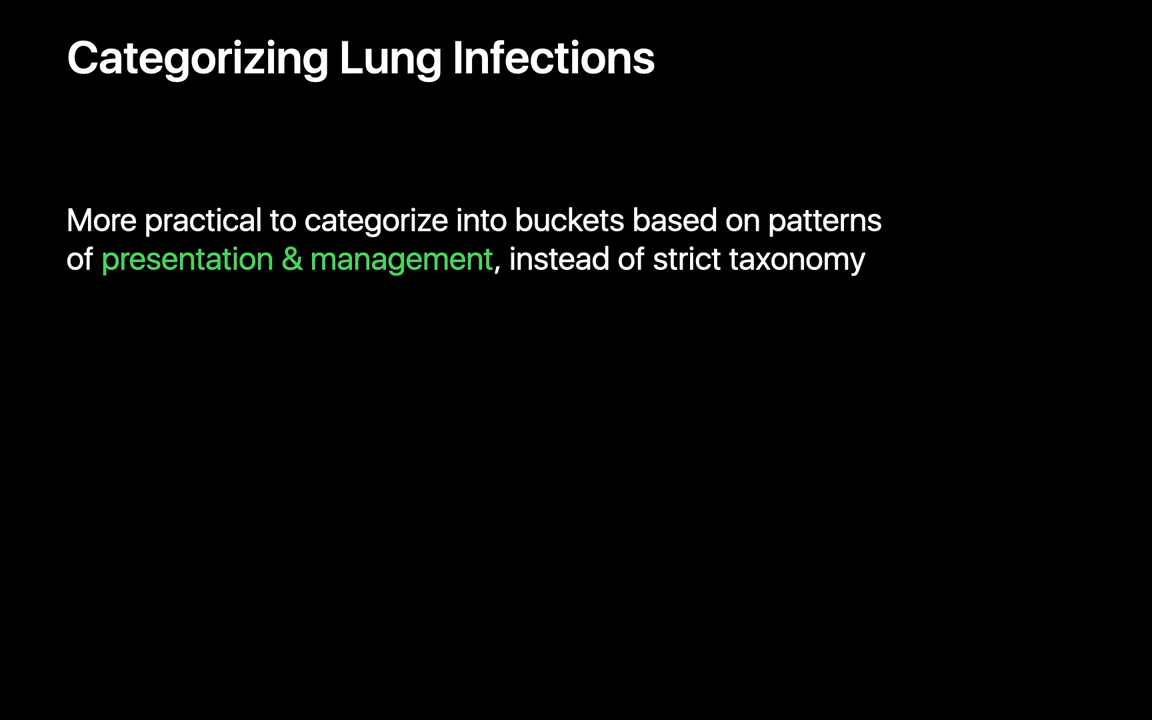 Categorizing Lung Infections
More practical to categorize into buckets based on patterns
of presentation & management, instead of strict taxonomy